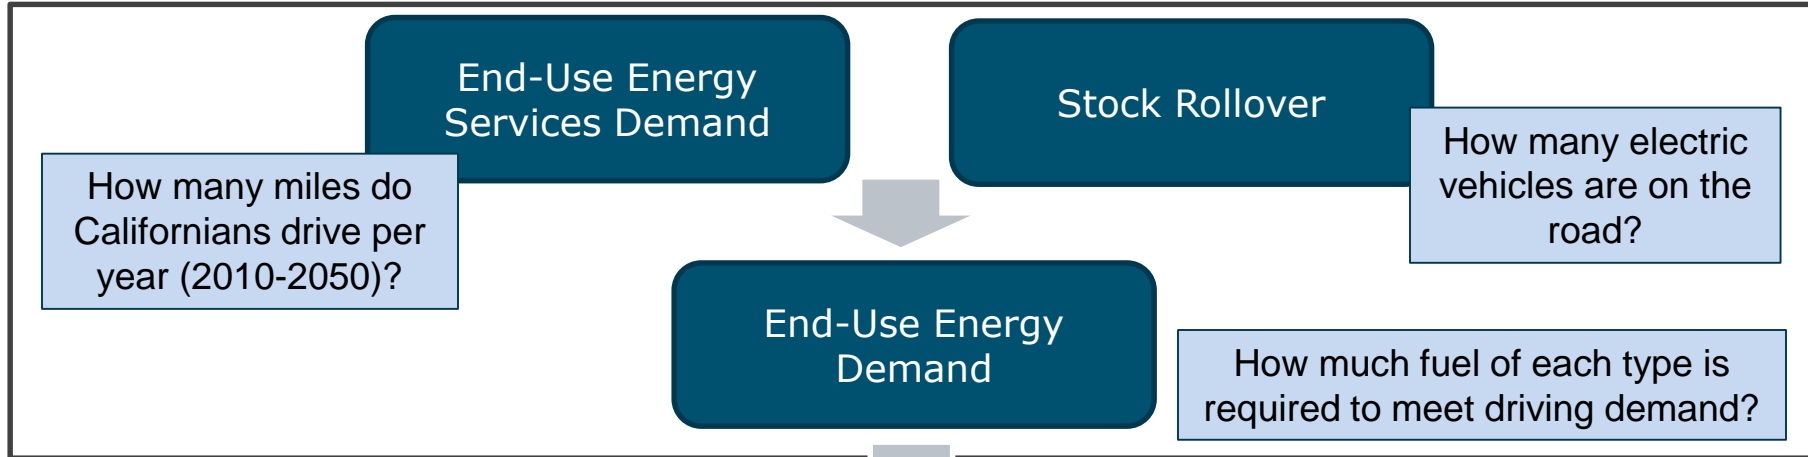 End-Use Energy
Services Demand
Stock Rollover
How many miles do
Californians drive per
year (2010-2050)?
How many electric
vehicles are on the
road?
End-Use Energy
Demand
How much fuel of each type is
required to meet driving demand?